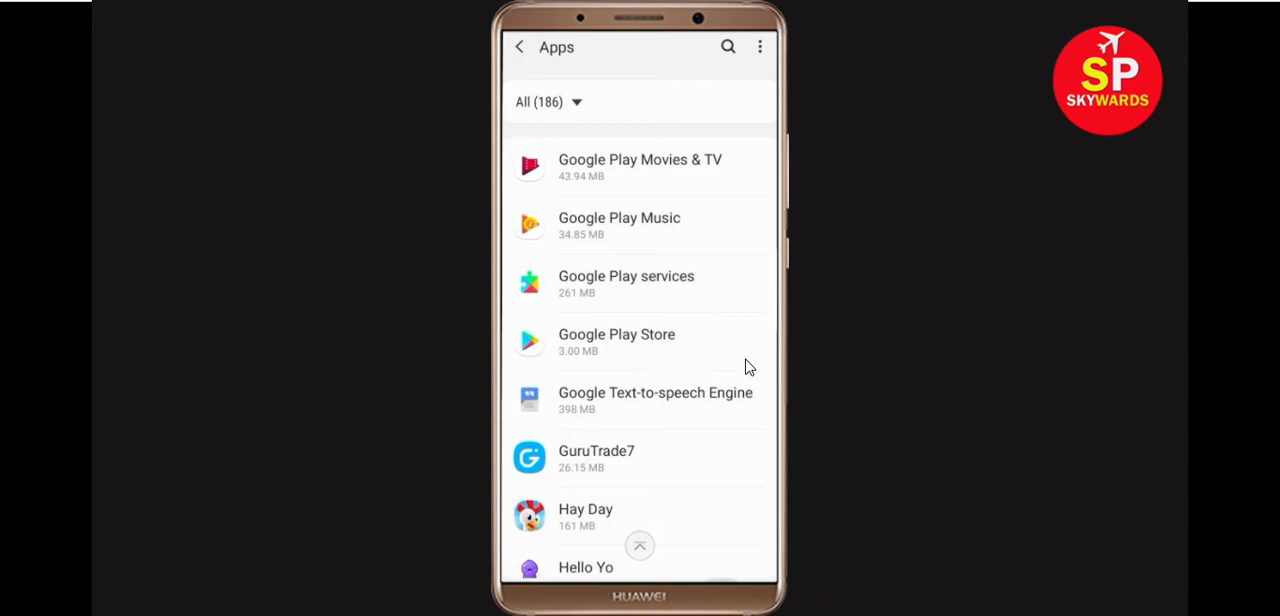 Apps
All (186)
Google Play Movies & TV
43.94 MB
Google Play Music
34.85 MB
Google Play services
261 MB
Google Play Store
3.00 MB
Google Text-to-speech Engine
398 MB
GuruTrade7
26.15 MB
Hay Day
161 MB
Hello Yo
HUAWEI
SP
SKYWARDS